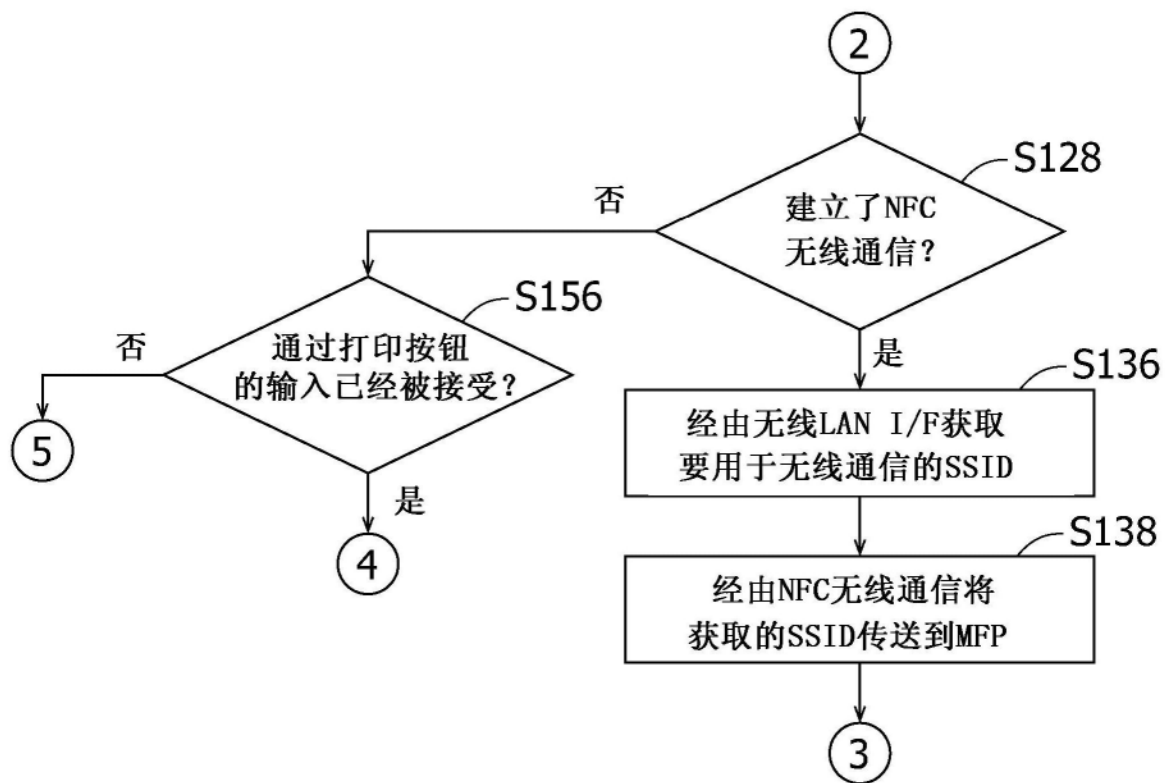 2
S128
建立了NFC
无线通信？
否
是
S156
通过打印按钮
的输入已经被接受？
否
是
5
4
S136
经由无线LAN I/F获取
要用于无线通信的SSID
S138
经由NFC无线通信将
获取的SSID传送到MFP
3